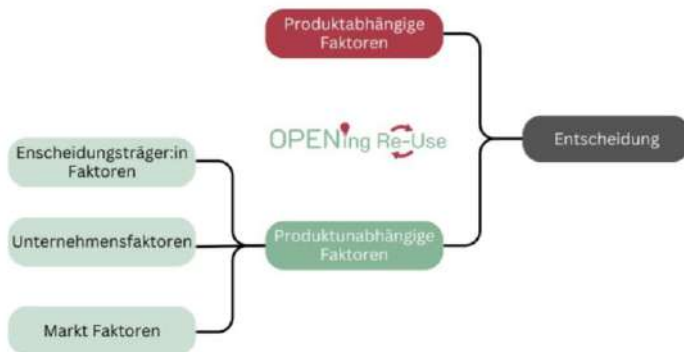 Produktabhängige
Faktoren
OPENing Re-Use
Entscheidung
Enscheidungsträger:in
Faktoren
Unternehmensfaktoren
Produktunabhängige
Faktoren
Markt Faktoren